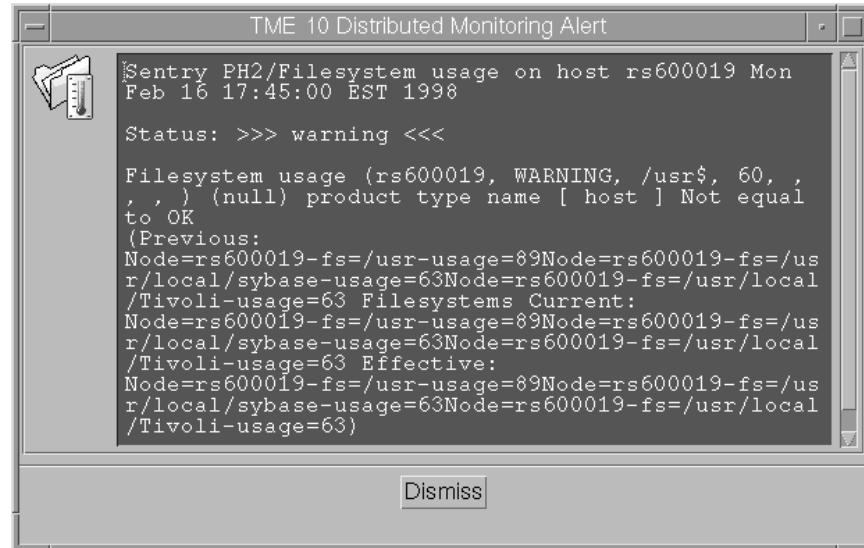 TME 10 Distributed Monitoring Alert
Sentry PH2/Filesystem usage on host rs600019 Mon
Feb 16 17:45:00 EST 1998
Status: >>> warning <<<
Filesystem usage (rs600019, WARNING, /usr$, 60, ,
, , ) (null) product type name [ host ] Not equal
to OK
(Previous:
Node=rs600019-fs=/usr-usage=89Node=rs600019-fs=/us
r/local/sybase-usage=63Node=rs600019-fs=/usr/local
/Tivoli-usage=63 Filesystems Current:
Node=rs600019-fs=/usr-usage=89Node=rs600019-fs=/us
r/local/sybase-usage=63Node=rs600019-fs=/usr/local
/Tivoli-usage=63 Effective:
Node=rs600019-fs=/usr-usage=89Node=rs600019-fs=/us
r/local/sybase-usage=63Node=rs600019-fs=/usr/local
/Tivoli-usage=63)
Dismiss